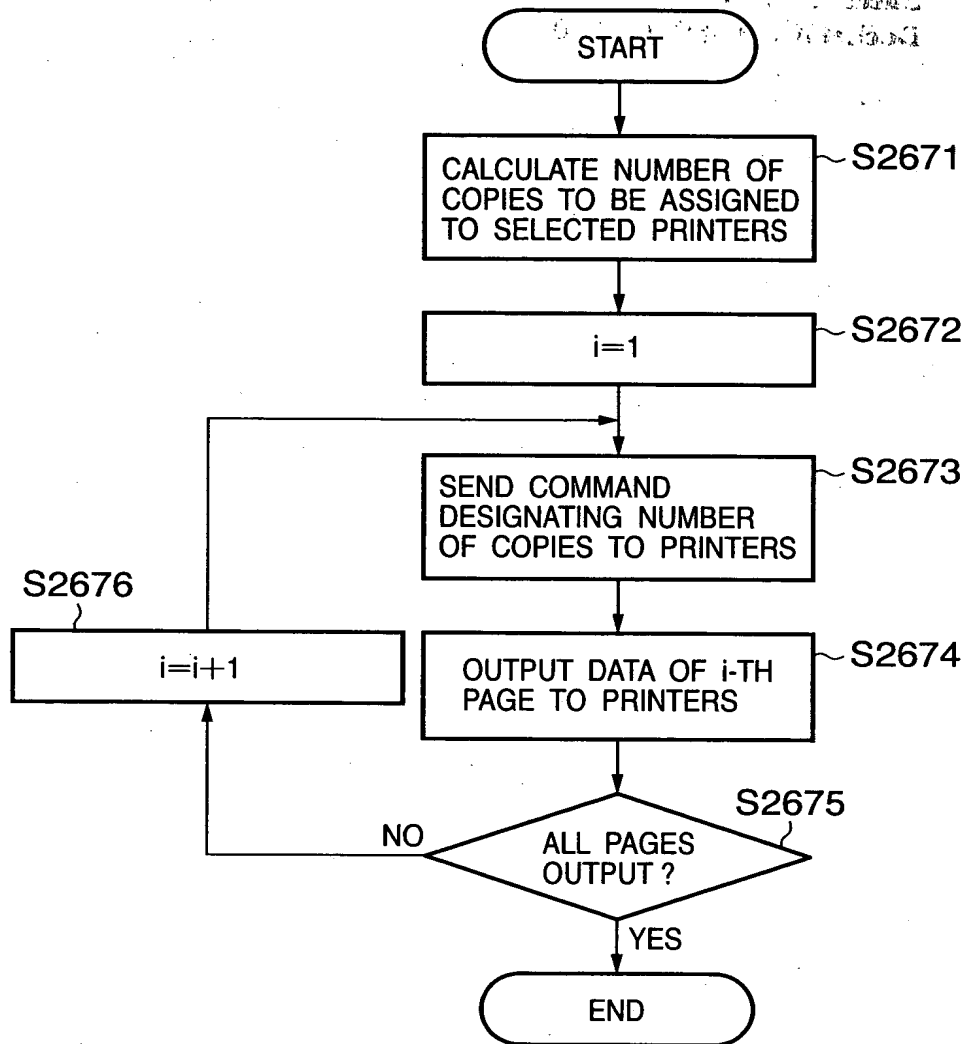 START
CALCULATE NUMBER OF
COPIES TO BE ASSIGNED
TO SELECTED PRINTERS
S2671
i=1
S2672
SEND COMMAND
DESIGNATING NUMBER
OF COPIES TO PRINTERS
S2673
S2676
i=i+1
OUTPUT DATA OF i-TH
PAGE TO PRINTERS
S2674
S2675
NO
ALL PAGES
OUTPUT ?
YES
END